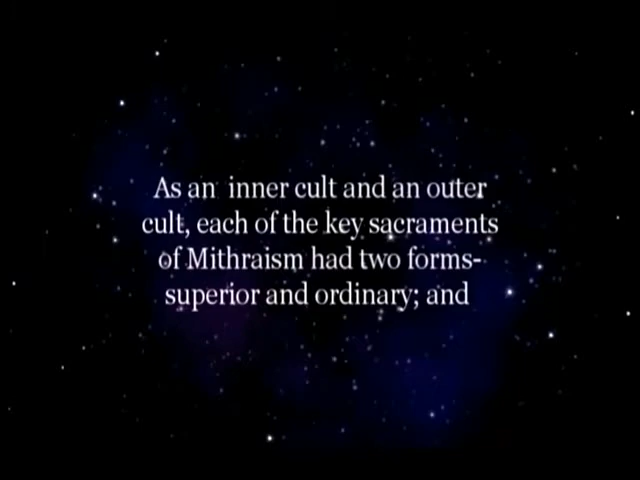 As an inner cult and an outer
cult, each of the key sacraments
of Mithraism had two forms-
superior and ordinary; and